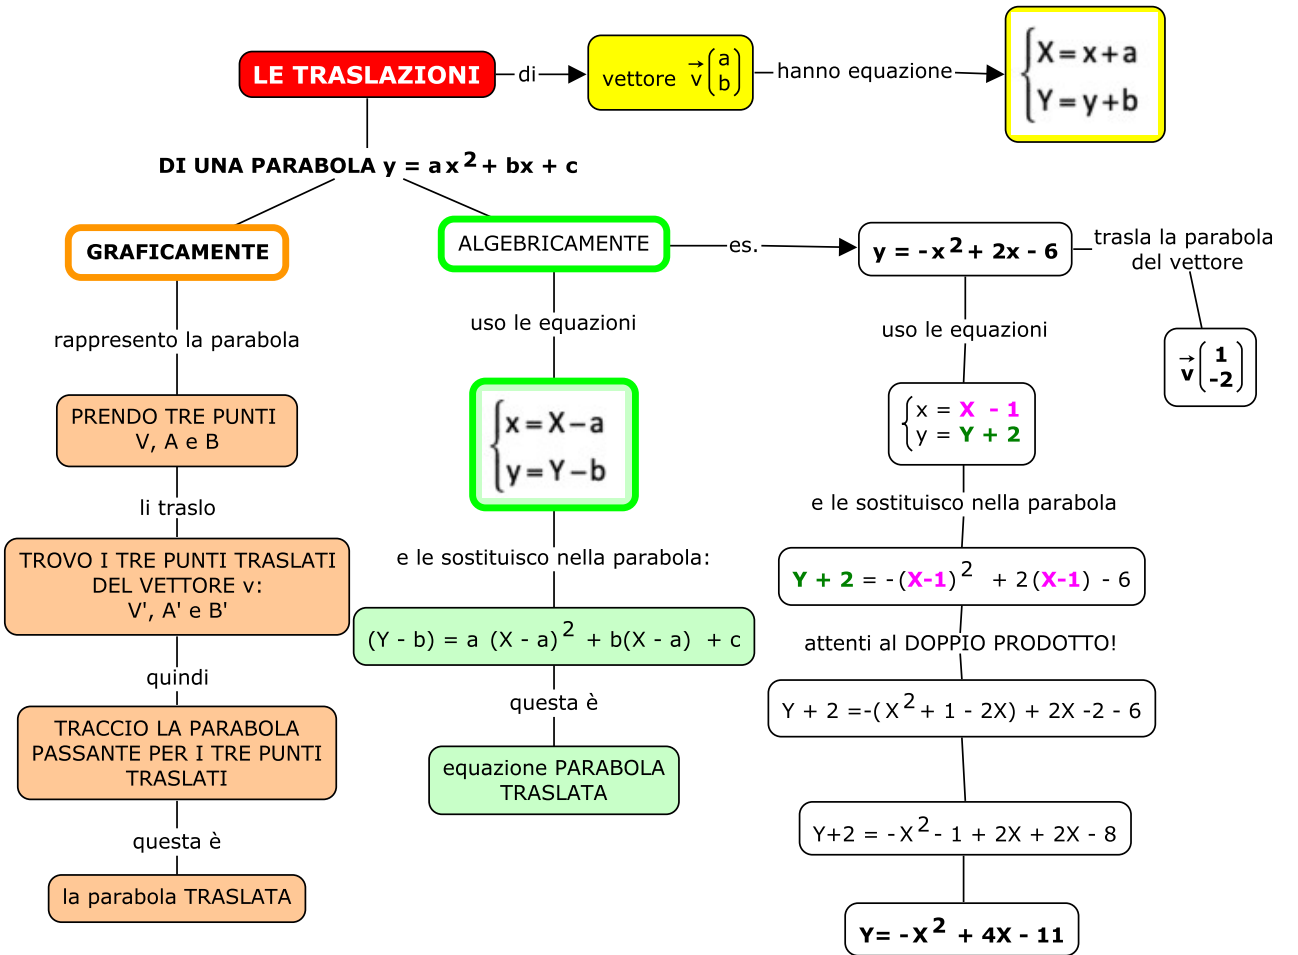 LE TRASLAZIONI
di
vettore v (a
b)
hanno equazione
X = x + a
Y = y + b
DI UNA PARABOLA y = ax² + bx + c
GRAFICAMENTE
rappresento la parabola
PRENDO TRE PUNTI
V, A e B
li traslo
TROVO I TRE PUNTI TRASLATI
DEL VETTORE v:
V', A' e B'
quindi
TRACCIO LA PARABOLA
PASSANTE PER I TRE PUNTI
TRASLATI
questa è
la parabola TRASLATA
ALGEBRICAMENTE
uso le equazioni
x = X - a
y = Y - b
e le sostituisco nella parabola:
(Y - b) = a (X - a)² + b(X - a) + c
questa è
equazione PARABOLA
TRASLATA
es.
y = -x² + 2x - 6
trasla la parabola
del vettore
v (1
-2)
uso le equazioni
x = X - 1
y = Y + 2
e le sostituisco nella parabola
Y + 2 = -(X-1)² + 2(X-1) - 6
attenti al DOPPIO PRODOTTO!
Y + 2 =-(X² + 1 - 2X) + 2X -2 - 6
Y+2 = -X² - 1 + 2X + 2X - 8
Y= -X² + 4X - 11